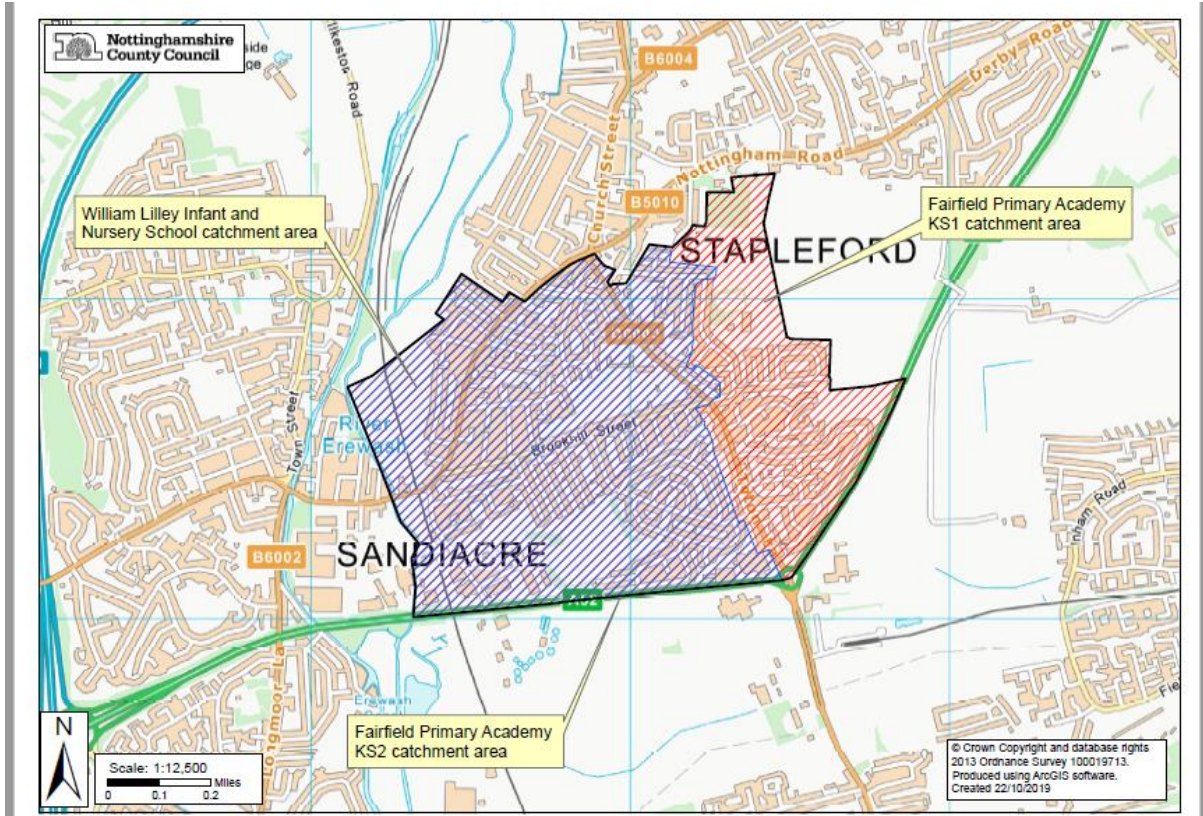 Nottinghamshire
County Council
side
ge
Ilkeston Road
B6004
Derby Road
Church Street
Nottingham Road
B5010
William Lilley Infant and
Nursery School catchment area
Fairfield Primary Academy
KS1 catchment area
STAPLEFORD
Town Street
River
Erewash
Brookhill Street
SANDIACRE
B6002
A52
Longmoor La
Erewash
inham Road
Fie
Fairfield Primary Academy
KS2 catchment area
N
Scale: 1:12,500
Miles
0 0.1 0.2
© Crown Copyright and database rights
2013 Ordnance Survey 100019713.
Produced using ArcGIS software.
Created 22/10/2019